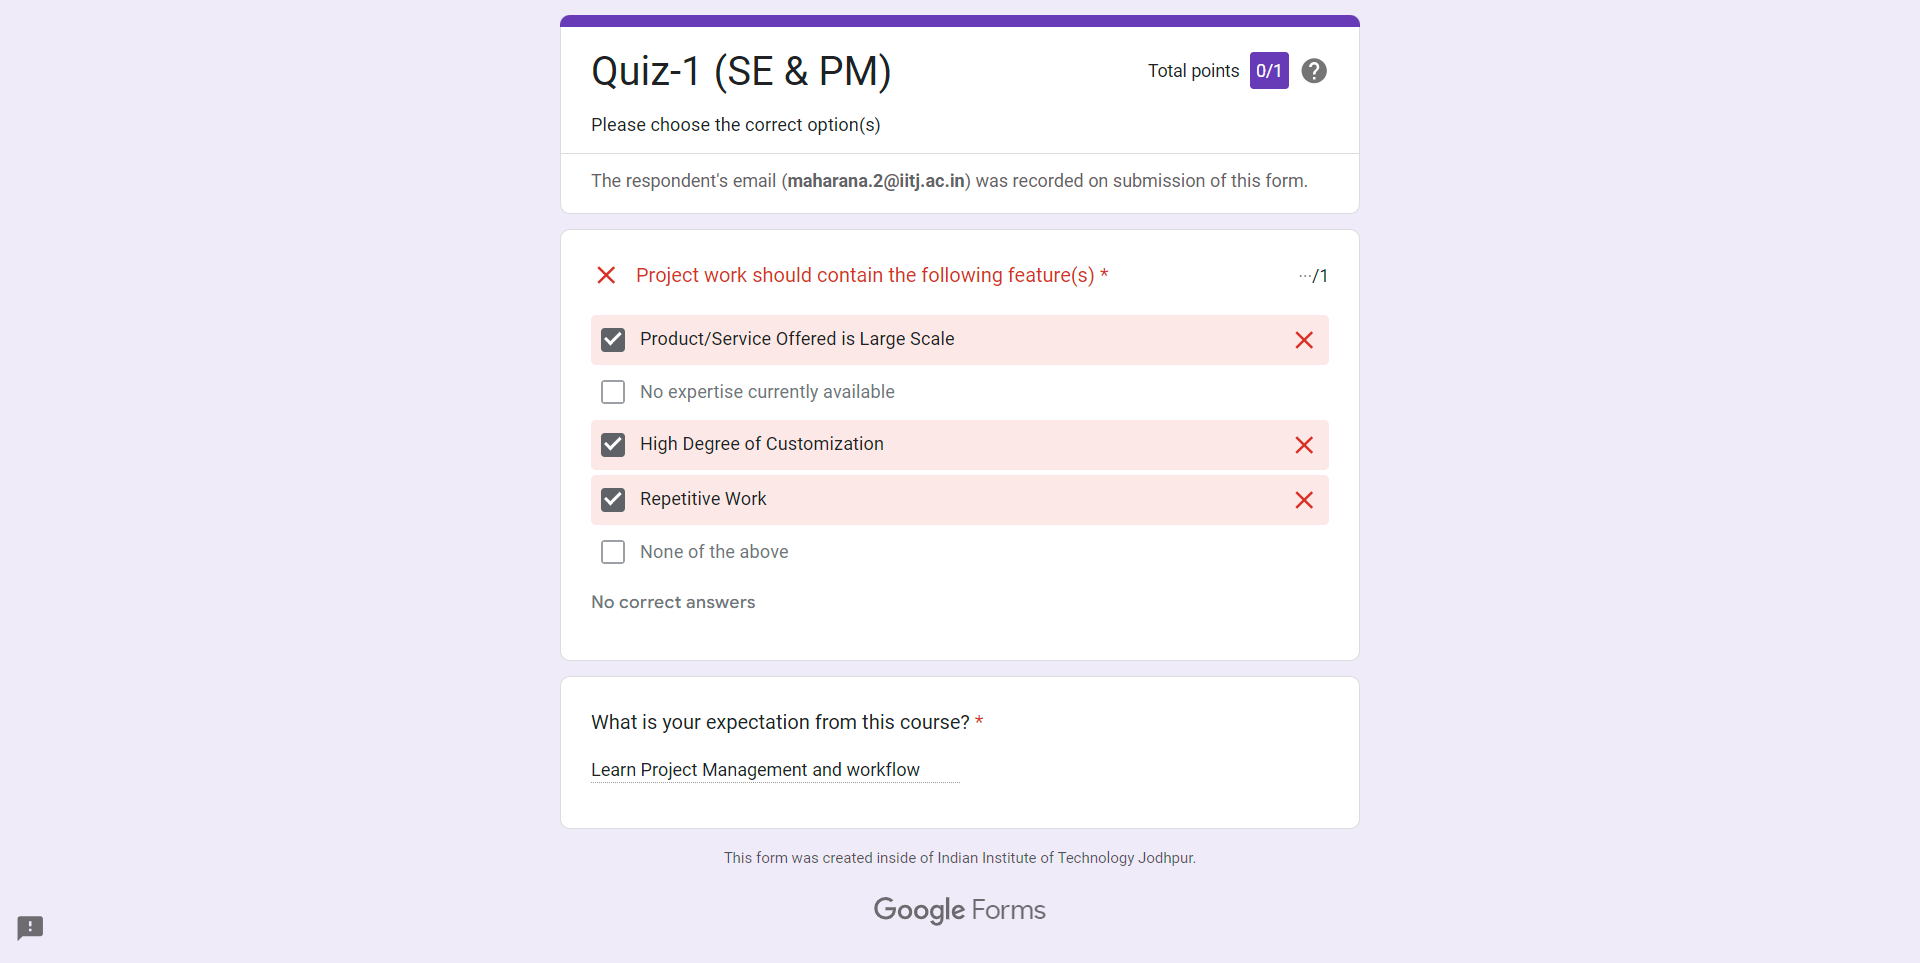 Quiz-1 (SE & PM)
Total points 0/1
Please choose the correct option(s)
The respondent's email (maharana.2@iitj.ac.in) was recorded on submission of this form.
Project work should contain the following feature(s) *
···/1
Product/Service Offered is Large Scale
No expertise currently available
High Degree of Customization
Repetitive Work
None of the above
No correct answers
What is your expectation from this course? *
Learn Project Management and workflow
This form was created inside of Indian Institute of Technology Jodhpur.
Google Forms